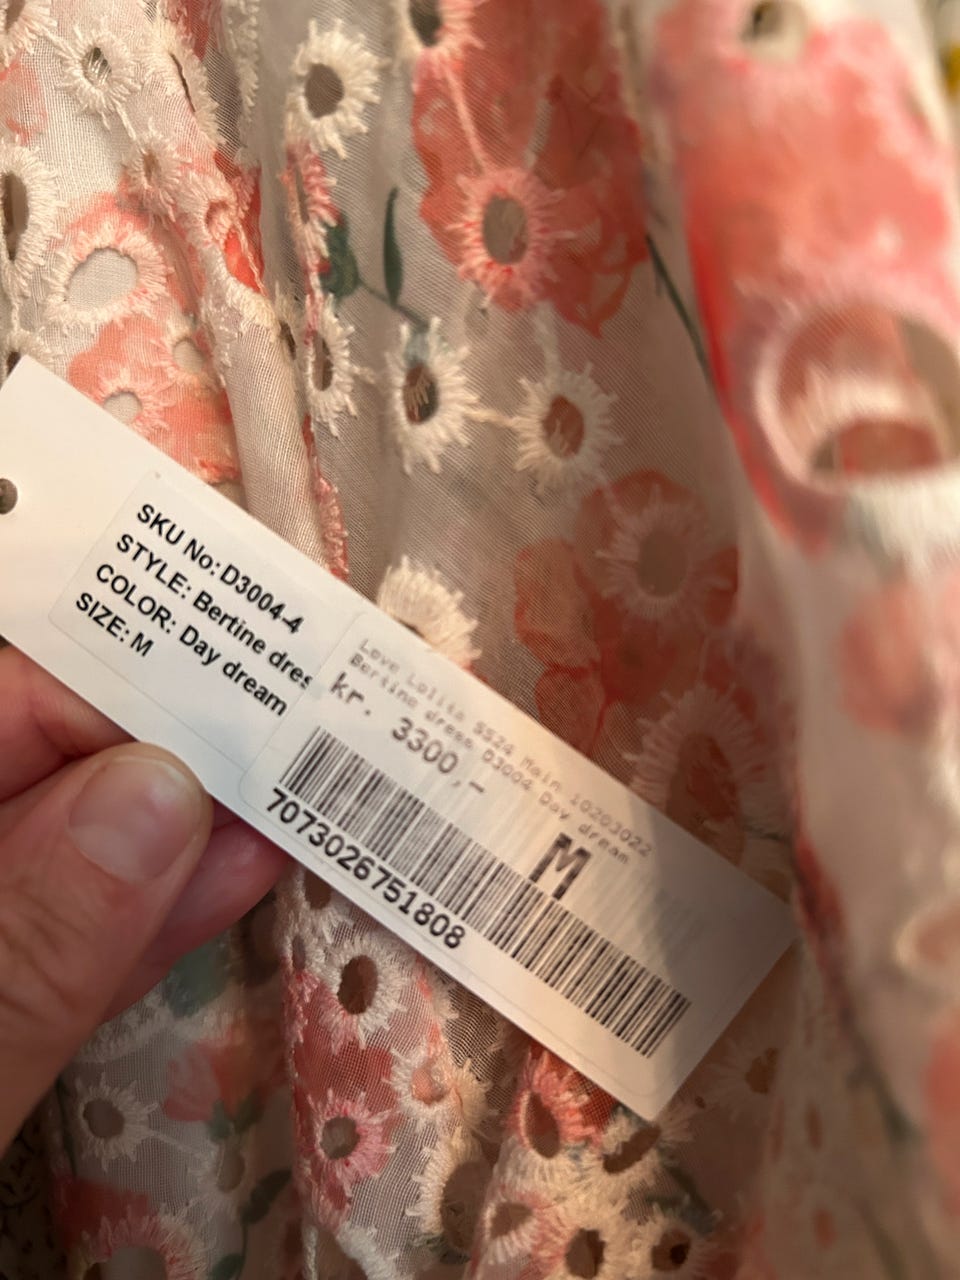 SKU No: D3004-4
STYLE: Bertine dres
COLOR: Day dream
SIZE: M
Love Lolita SS24 Main 10203022
Bertine dress D3004 Day dream
kr. 3300,-
M
7073026751808